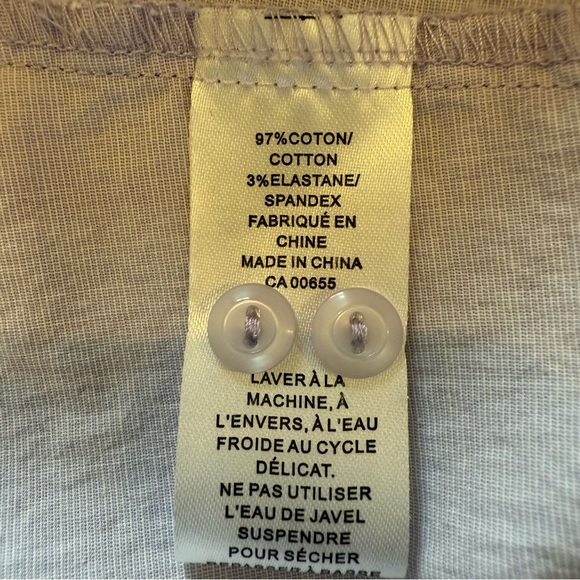 97%COTON/
COTTON
3%ELASTANE/
SPANDEX
FABRIQUÉ EN
CHINE
MADE IN CHINA
CA 00655
LAVER À LA
MACHINE, À
L'ENVERS, À L'EAU
FROIDE AU CYCLE
DÉLICAT.
NE PAS UTILISER
L'EAU DE JAVEL
SUSPENDRE
POUR SÉCHER